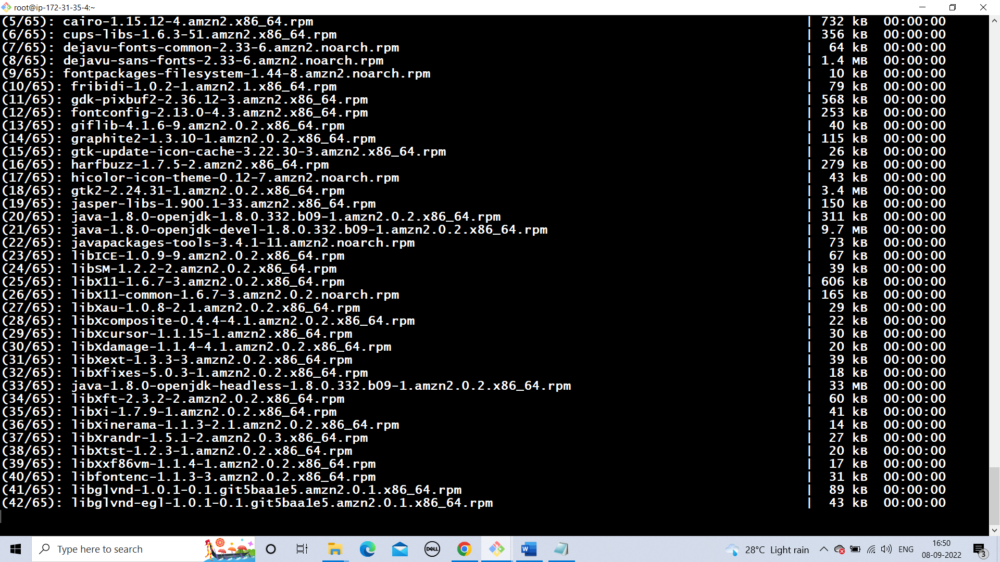 root@ip-172-31-35-4:~
(5/65): cairo-1.15.12-4.amzn2.x86_64.rpm | 732 kB 00:00:00
(6/65): cups-libs-1.6.3-51.amzn2.x86_64.rpm | 356 kB 00:00:00
(7/65): dejavu-fonts-common-2.33-6.amzn2.noarch.rpm | 64 kB 00:00:00
(8/65): dejavu-sans-fonts-2.33-6.amzn2.noarch.rpm | 1.4 MB 00:00:00
(9/65): fontpackages-filesystem-1.44-8.amzn2.noarch.rpm | 10 kB 00:00:00
(10/65): fribidi-1.0.2-1.amzn2.1.x86_64.rpm | 79 kB 00:00:00
(11/65): gdk-pixbuf2-2.36.12-3.amzn2.x86_64.rpm | 568 kB 00:00:00
(12/65): fontconfig-2.13.0-4.3.amzn2.x86_64.rpm | 253 kB 00:00:00
(13/65): giflib-4.1.6-9.amzn2.0.2.x86_64.rpm | 40 kB 00:00:00
(14/65): graphite2-1.3.10-1.amzn2.0.2.x86_64.rpm | 115 kB 00:00:00
(15/65): gtk-update-icon-cache-3.22.30-3.amzn2.x86_64.rpm | 26 kB 00:00:00
(16/65): harfbuzz-1.7.5-2.amzn2.x86_64.rpm | 279 kB 00:00:00
(17/65): hicolor-icon-theme-0.12-7.amzn2.noarch.rpm | 43 kB 00:00:00
(18/65): gtk2-2.24.31-1.amzn2.0.2.x86_64.rpm | 3.4 MB 00:00:00
(19/65): jasper-libs-1.900.1-33.amzn2.x86_64.rpm | 150 kB 00:00:00
(20/65): java-1.8.0-openjdk-1.8.0.332.b09-1.amzn2.0.2.x86_64.rpm | 311 kB 00:00:00
(21/65): java-1.8.0-openjdk-devel-1.8.0.332.b09-1.amzn2.0.2.x86_64.rpm | 9.7 MB 00:00:00
(22/65): javapackages-tools-3.4.1-11.amzn2.noarch.rpm | 73 kB 00:00:00
(23/65): libICE-1.0.9-9.amzn2.0.2.x86_64.rpm | 67 kB 00:00:00
(24/65): libSM-1.2.2-2.amzn2.0.2.x86_64.rpm | 39 kB 00:00:00
(25/65): libX11-1.6.7-3.amzn2.0.2.x86_64.rpm | 606 kB 00:00:00
(26/65): libX11-common-1.6.7-3.amzn2.0.2.noarch.rpm | 165 kB 00:00:00
(27/65): libXau-1.0.8-2.1.amzn2.0.2.x86_64.rpm | 29 kB 00:00:00
(28/65): libXcomposite-0.4.4-4.1.amzn2.0.2.x86_64.rpm | 22 kB 00:00:00
(29/65): libXcursor-1.1.15-1.amzn2.x86_64.rpm | 30 kB 00:00:00
(30/65): libXdamage-1.1.4-4.1.amzn2.0.2.x86_64.rpm | 20 kB 00:00:00
(31/65): libXext-1.3.3-3.amzn2.0.2.x86_64.rpm | 39 kB 00:00:00
(32/65): libXfixes-5.0.3-1.amzn2.0.2.x86_64.rpm | 18 kB 00:00:00
(33/65): java-1.8.0-openjdk-headless-1.8.0.332.b09-1.amzn2.0.2.x86_64.rpm | 33 MB 00:00:00
(34/65): libXft-2.3.2-2.amzn2.0.2.x86_64.rpm | 60 kB 00:00:00
(35/65): libXi-1.7.9-1.amzn2.0.2.x86_64.rpm | 41 kB 00:00:00
(36/65): libXinerama-1.1.3-2.1.amzn2.0.2.x86_64.rpm | 14 kB 00:00:00
(37/65): libXrandr-1.5.1-2.amzn2.0.3.x86_64.rpm | 27 kB 00:00:00
(38/65): libXtst-1.2.3-1.amzn2.0.2.x86_64.rpm | 20 kB 00:00:00
(39/65): libXxf86vm-1.1.4-1.amzn2.0.2.x86_64.rpm | 17 kB 00:00:00
(40/65): libfontenc-1.1.3-3.amzn2.0.2.x86_64.rpm | 31 kB 00:00:00
(41/65): libglvnd-1.0.1-0.1.git5baa1e5.amzn2.0.1.x86_64.rpm | 89 kB 00:00:00
(42/65): libglvnd-egl-1.0.1-0.1.git5baa1e5.amzn2.0.1.x86_64.rpm | 43 kB 00:00:00
Type here to search
DELL
W
28°C Light rain
ENG
16:50
08-09-2022
3